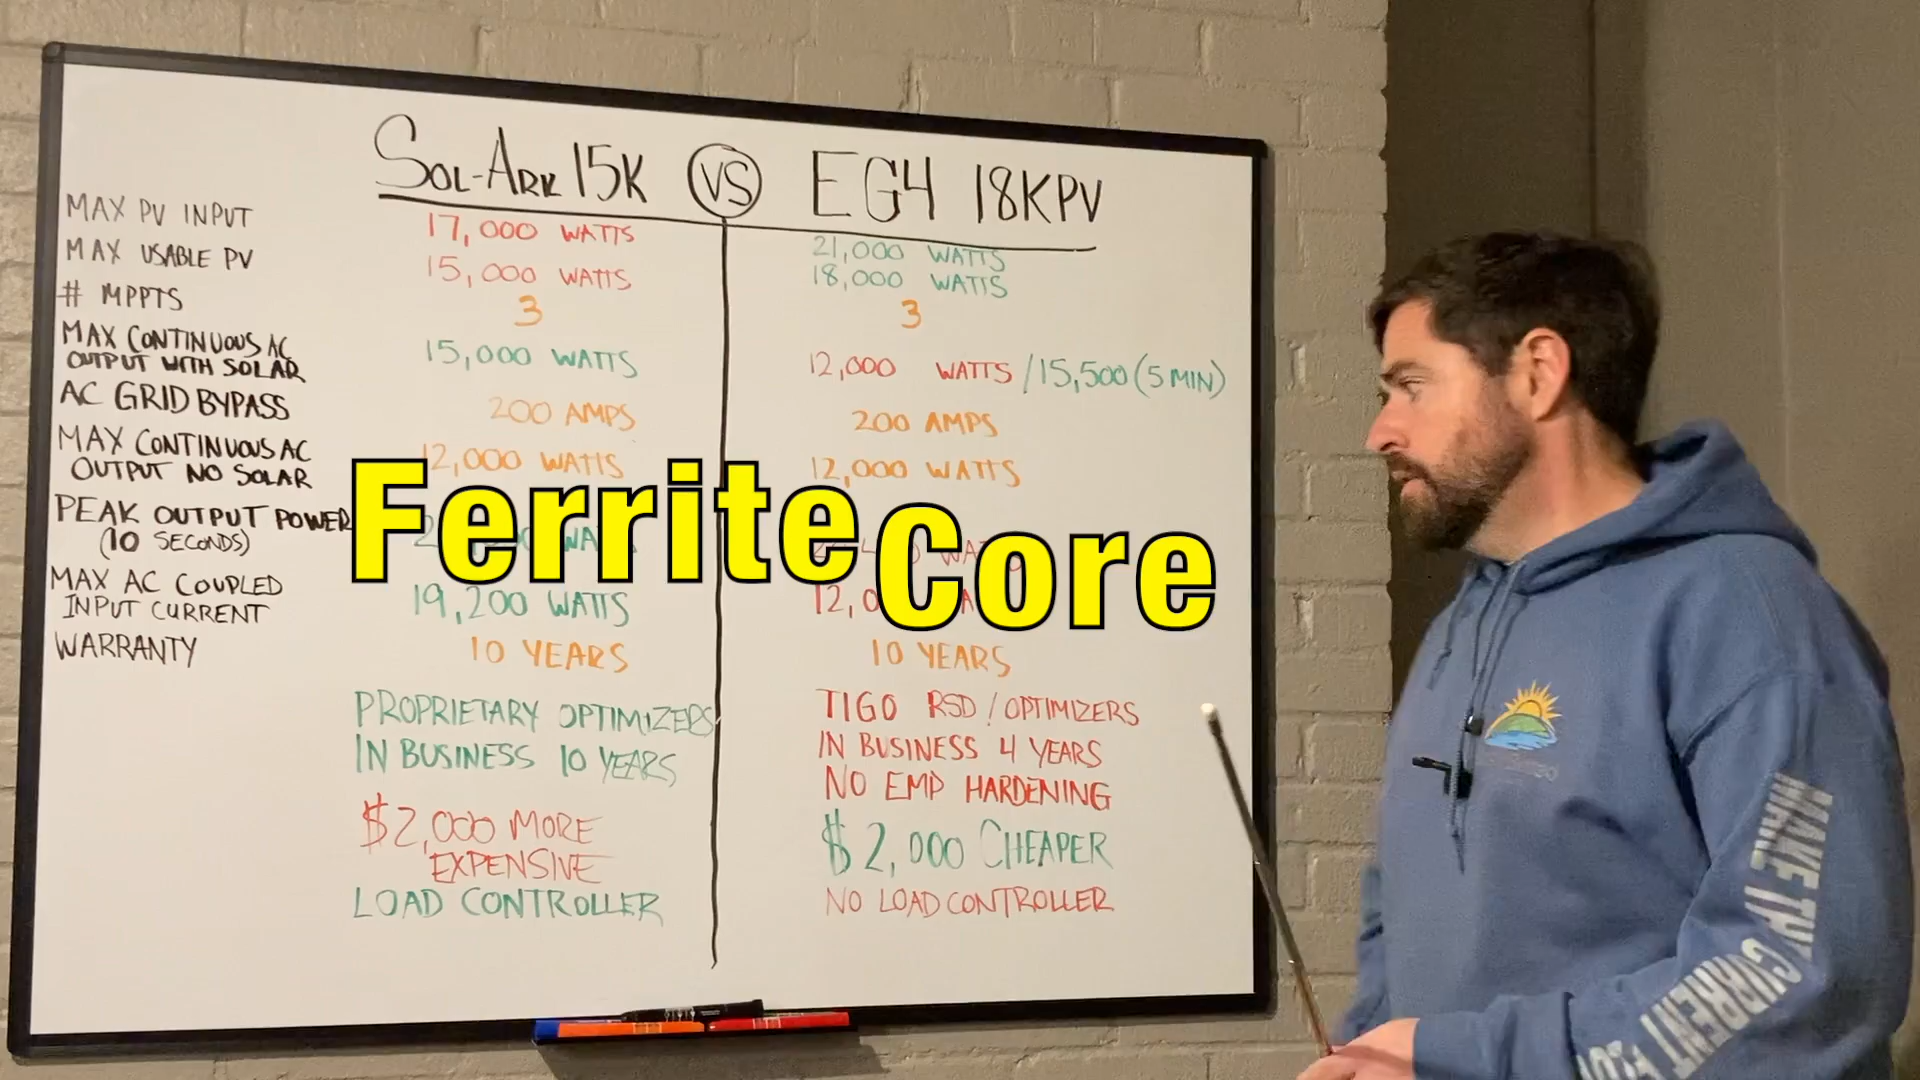 SOL-ARK 15K VS EG4 18KPV
MAX PV INPUT 17,000 WATTS 21,000 WATTS
MAX USABLE PV 15,000 WATTS 18,000 WATTS
# MPPTS 3 3
MAX CONTINUOUS AC
OUTPUT WITH SOLAR 15,000 WATTS 12,000 WATTS / 15,500 (5 MIN)
AC GRID BYPASS 200 AMPS 200 AMPS
MAX CONTINUOUS AC
OUTPUT NO SOLAR 12,000 WATTS 12,000 WATTS
PEAK OUTPUT POWER
(10 SECONDS)
Ferrite Core
MAX AC COUPLED
INPUT CURRENT 19,200 WATTS
WARRANTY 10 YEARS 10 YEARS
PROPRIETARY OPTIMIZERS TIGO RSD / OPTIMIZERS
IN BUSINESS 10 YEARS IN BUSINESS 4 YEARS
NO EMP HARDENING
$2,000 MORE
EXPENSIVE
$2,000 CHEAPER
LOAD CONTROLLER NO LOAD CONTROLLER
MAKE THE CURRENT